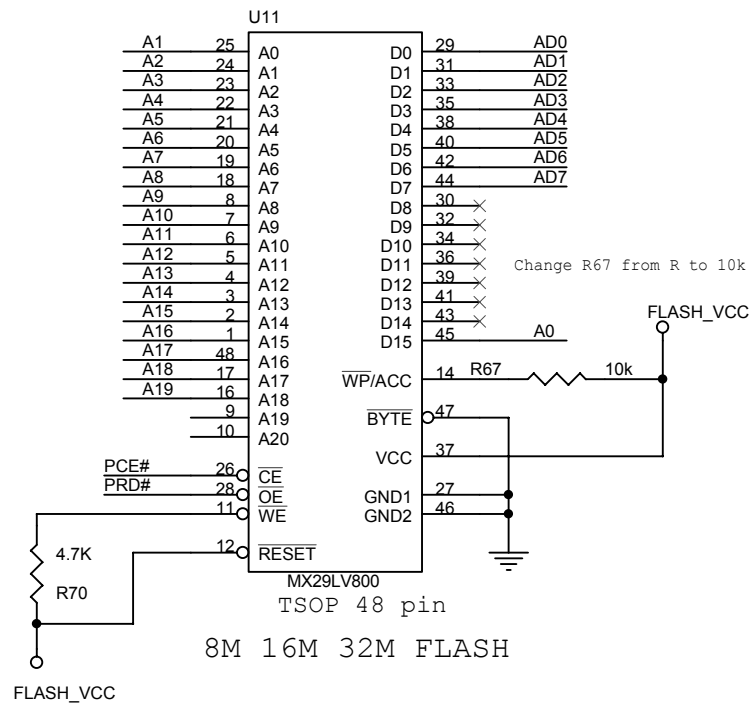 U11
A1 25 A0 D0 29 AD0
A2 24 A1 D1 31 AD1
A3 23 A2 D2 33 AD2
A4 22 A3 D3 35 AD3
A5 21 A4 D4 38 AD4
A6 20 A5 D5 40 AD5
A7 19 A6 D6 42 AD6
A8 18 A7 D7 44 AD7
A9 8 A8 D8 30
A10 7 A9 D9 32
A11 6 A10 D10 34
A12 5 A11 D11 36 Change R67 from R to 10k
A13 4 A12 D12 39
A14 3 A13 D13 41
A15 2 A14 D14 43 FLASH_VCC
A16 1 A15 D15 45 A0
A17 48 A16
A18 17 A17 WP/ACC 14 R67 10k
A19 16 A18
9 A19 BYTE 47
10 A20
PCE# 26 CE VCC 37
PRD# 28 OE GND1 27
11 WE GND2 46
4.7K 12 RESET
R70 MX29LV800
TSOP 48 pin
8M 16M 32M FLASH
FLASH_VCC